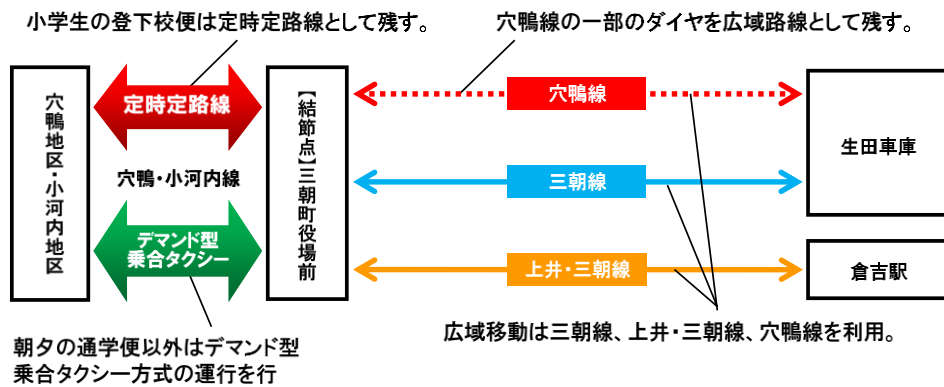 小学生の登下校便は定時定路線として残す。
穴鴨線の一部のダイヤを広域路線として残す。
穴鴨地区・小河内地区
定時定路線
穴鴨・小河内線
デマンド型
乗合タクシー
【結節点】三朝町役場前
穴鴨線
三朝線
上井・三朝線
生田車庫
倉吉駅
広域移動は三朝線、上井・三朝線、穴鴨線を利用。
朝夕の通学便以外はデマンド型
乗合タクシー方式の運行を行